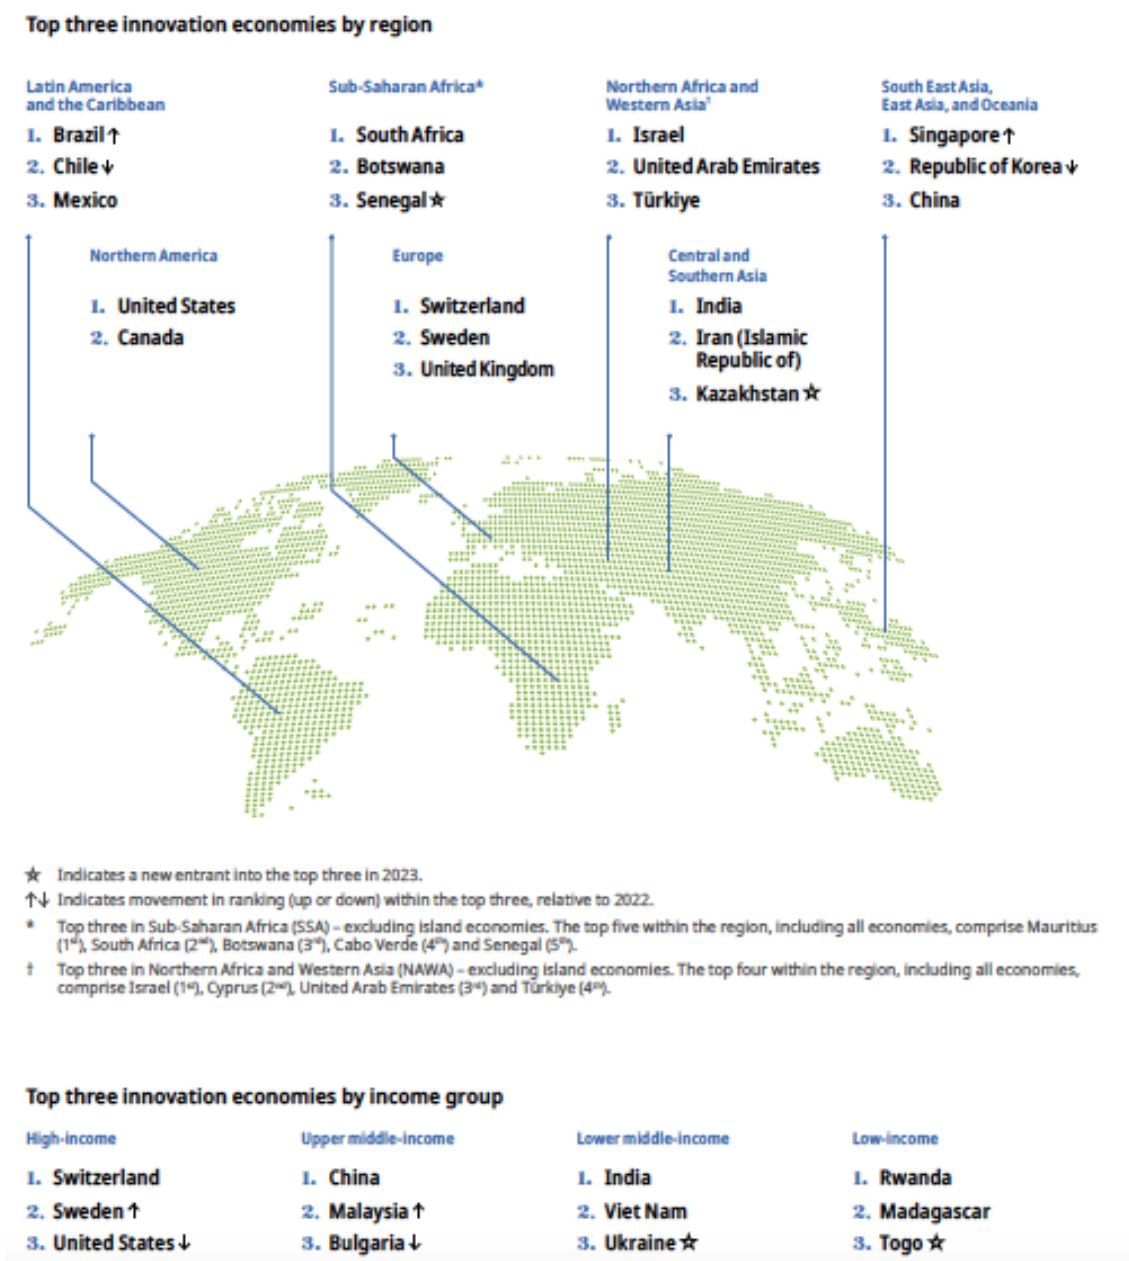 Top three innovation economies by region
Latin America
and the Caribbean
1. Brazil↑
2. Chile↓
3. Mexico
Sub-Saharan Africa*
1. South Africa
2. Botswana
3. Senegal☆
Northern Africa and
Western Asia†
1. Israel
2. United Arab Emirates
3. Türkiye
South East Asia,
East Asia, and Oceania
1. Singapore↑
2. Republic of Korea↓
3. China
Northern America
1. United States
2. Canada
Europe
1. Switzerland
2. Sweden
3. United Kingdom
Central and
Southern Asia
1. India
2. Iran (Islamic
Republic of)
3. Kazakhstan☆
☆ Indicates a new entrant into the top three in 2023.
↑↓ Indicates movement in ranking (up or down) within the top three, relative to 2022.
* Top three in Sub-Saharan Africa (SSA) – excluding island economies. The top five within the region, including all economies, comprise Mauritius
(1st), South Africa (2nd), Botswana (3rd), Cabo Verde (4th) and Senegal (5th).
† Top three in Northern Africa and Western Asia (NAWA) – excluding island economies. The top four within the region, including all economies,
comprise Israel (1st), Cyprus (2nd), United Arab Emirates (3rd) and Türkiye (4th).
Top three innovation economies by income group
High-income
1. Switzerland
2. Sweden↑
3. United States↓
Upper middle-income
1. China
2. Malaysia↑
3. Bulgaria↓
Lower middle-income
1. India
2. Viet Nam
3. Ukraine☆
Low-income
1. Rwanda
2. Madagascar
3. Togo☆